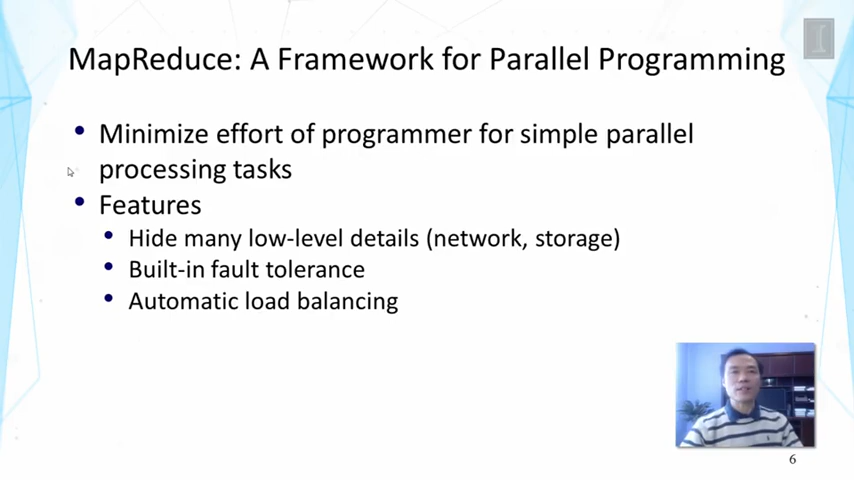 MapReduce: A Framework for Parallel Programming
• Minimize effort of programmer for simple parallel
processing tasks
• Features
• Hide many low-level details (network, storage)
• Built-in fault tolerance
• Automatic load balancing
6